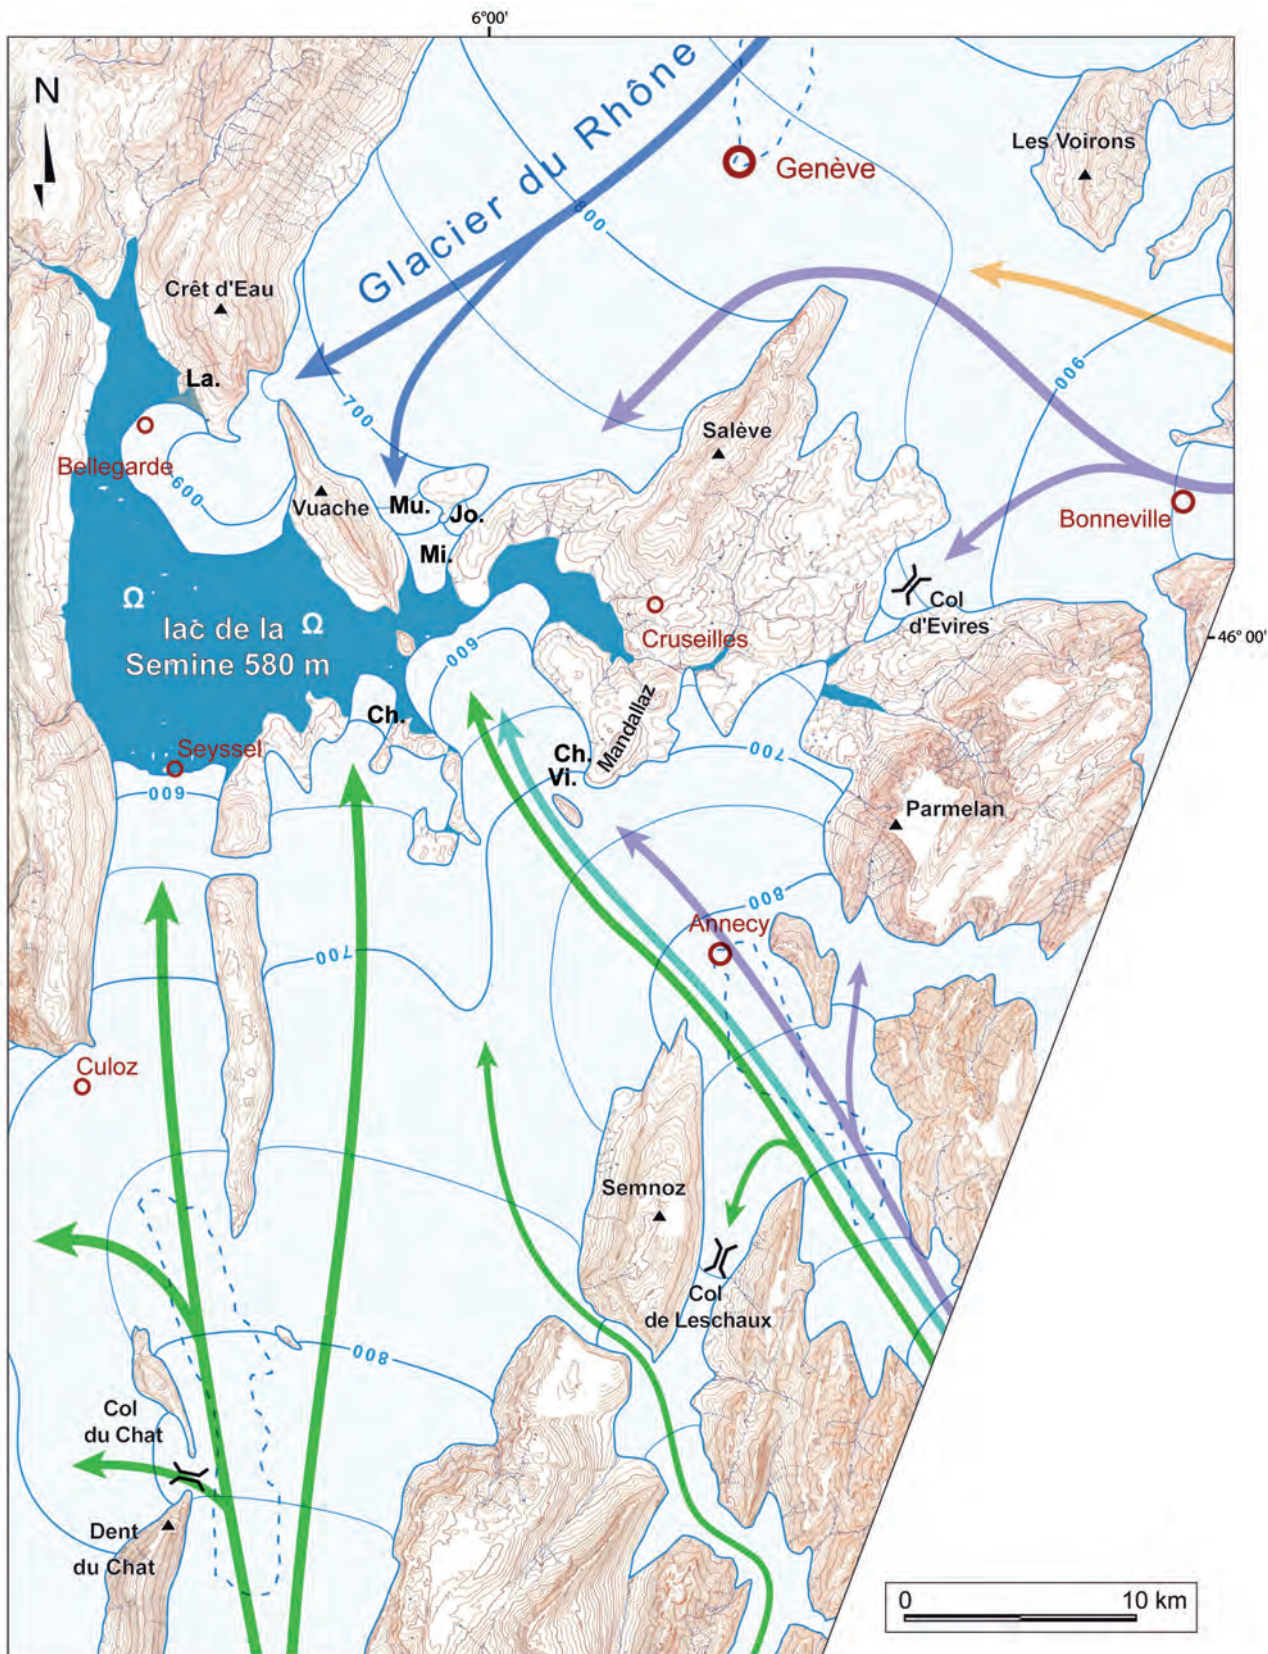 6°00'
N
Glacier du Rhône
Genève
Les Voirons
800
Crêt d'Eau
La.
700
900
Salève
Bellegarde
600
Vuache
Mu.
Jo.
Bonneville
Mi.
Ω
Ω
lac de la
Semine 580 m
Col
d'Evires
46° 00'
Cruseilles
600
Ch.
Mandallaz
Seyssel
Ch.
Vi.
700
600
Parmelan
800
Annecy
700
Culoz
Semnoz
Col
de Leschaux
800
Col
du Chat
Dent
du Chat
0
10 km